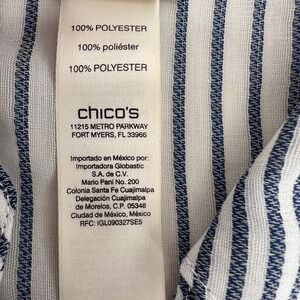 100% POLYESTER
100% poliéster
100% POLYESTER
chico's
11215 METRO PARKWAY
FORT MYERS, FL 33966
Importado en México por:
Importadora Globastic
S.A. de C.V.
Mario Pani No. 200
Colonia Santa Fe Cuajimalpa
Delegación Cuajimalpa
de Morelos, C.P. 05348
Ciudad de México, México
RFC: IGL090327SE5